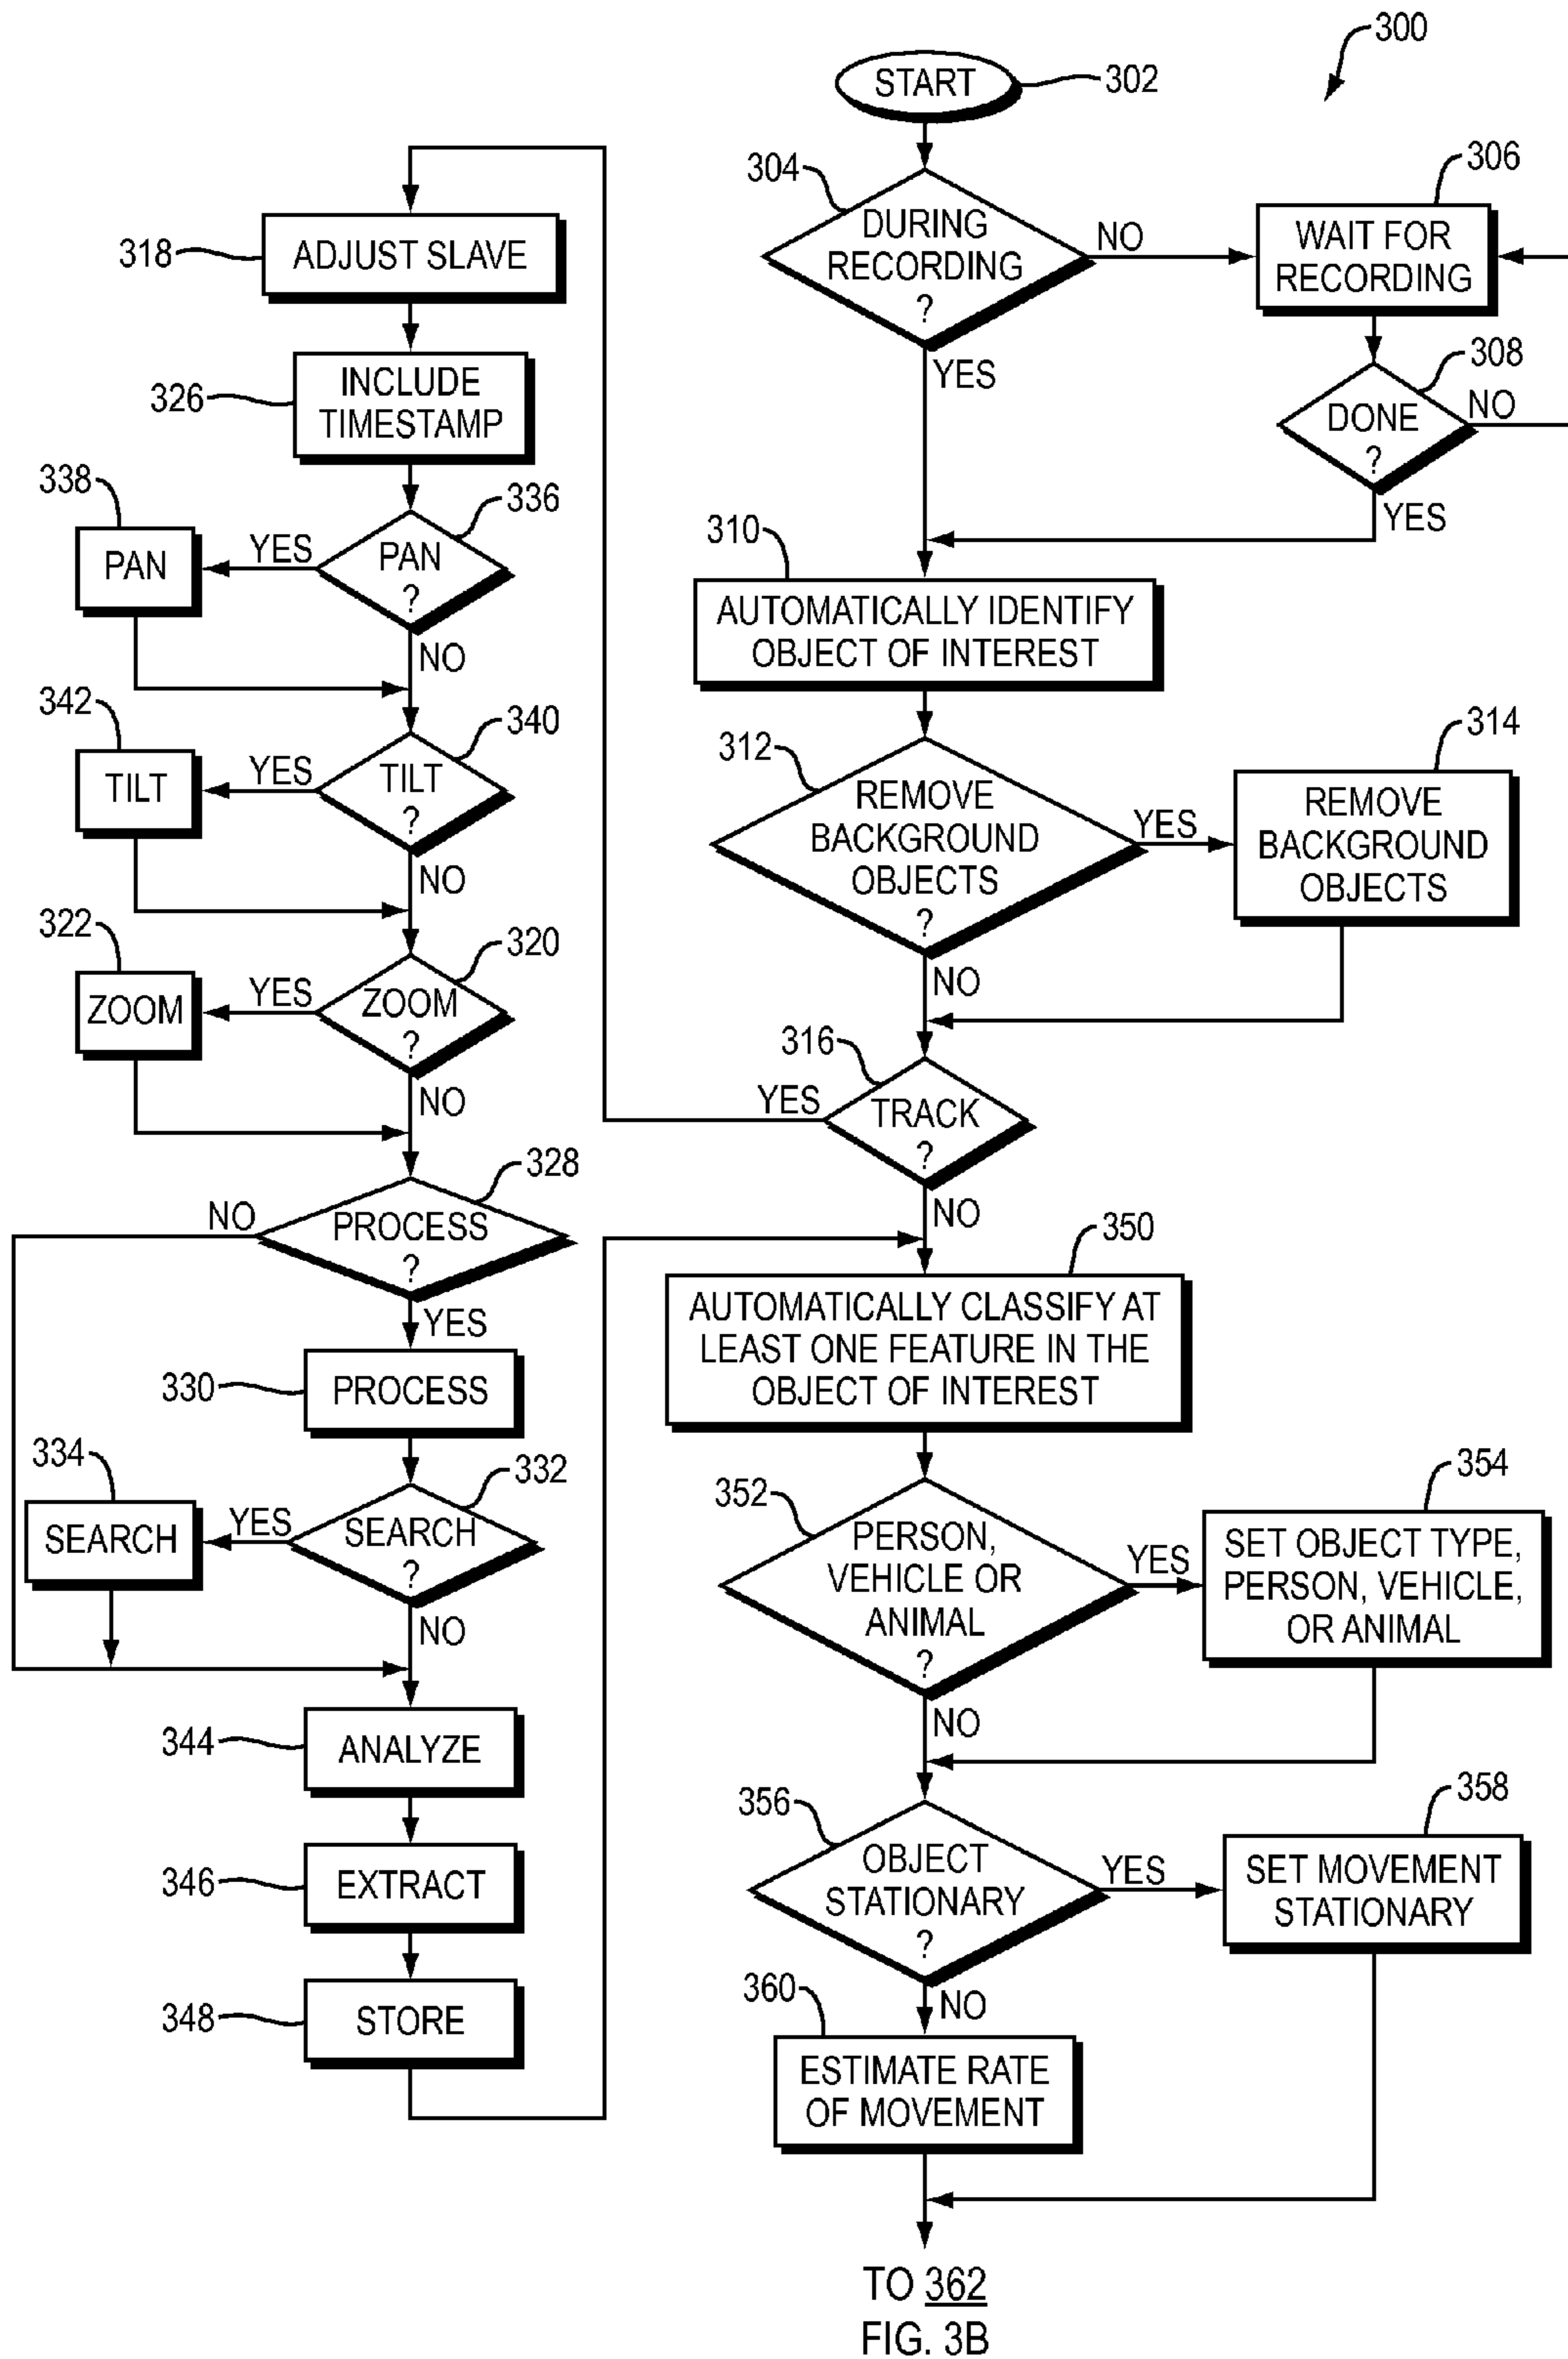 300
START
302
304
DURING
RECORDING
?
NO
YES
306
WAIT FOR
RECORDING
308
DONE
?
NO
YES
310
AUTOMATICALLY IDENTIFY
OBJECT OF INTEREST
312
REMOVE
BACKGROUND
OBJECTS
?
YES
NO
314
REMOVE
BACKGROUND
OBJECTS
316
TRACK
?
YES
NO
318
ADJUST SLAVE
326
INCLUDE
TIMESTAMP
336
PAN
?
YES
NO
338
PAN
340
TILT
?
YES
NO
342
TILT
320
ZOOM
?
YES
NO
322
ZOOM
328
PROCESS
?
NO
YES
330
PROCESS
332
SEARCH
?
YES
NO
334
SEARCH
344
ANALYZE
346
EXTRACT
348
STORE
350
AUTOMATICALLY CLASSIFY AT
LEAST ONE FEATURE IN THE
OBJECT OF INTEREST
352
PERSON,
VEHICLE OR
ANIMAL
?
YES
NO
354
SET OBJECT TYPE,
PERSON, VEHICLE,
OR ANIMAL
356
OBJECT
STATIONARY
?
YES
NO
358
SET MOVEMENT
STATIONARY
360
ESTIMATE RATE
OF MOVEMENT
TO 362
FIG. 3B